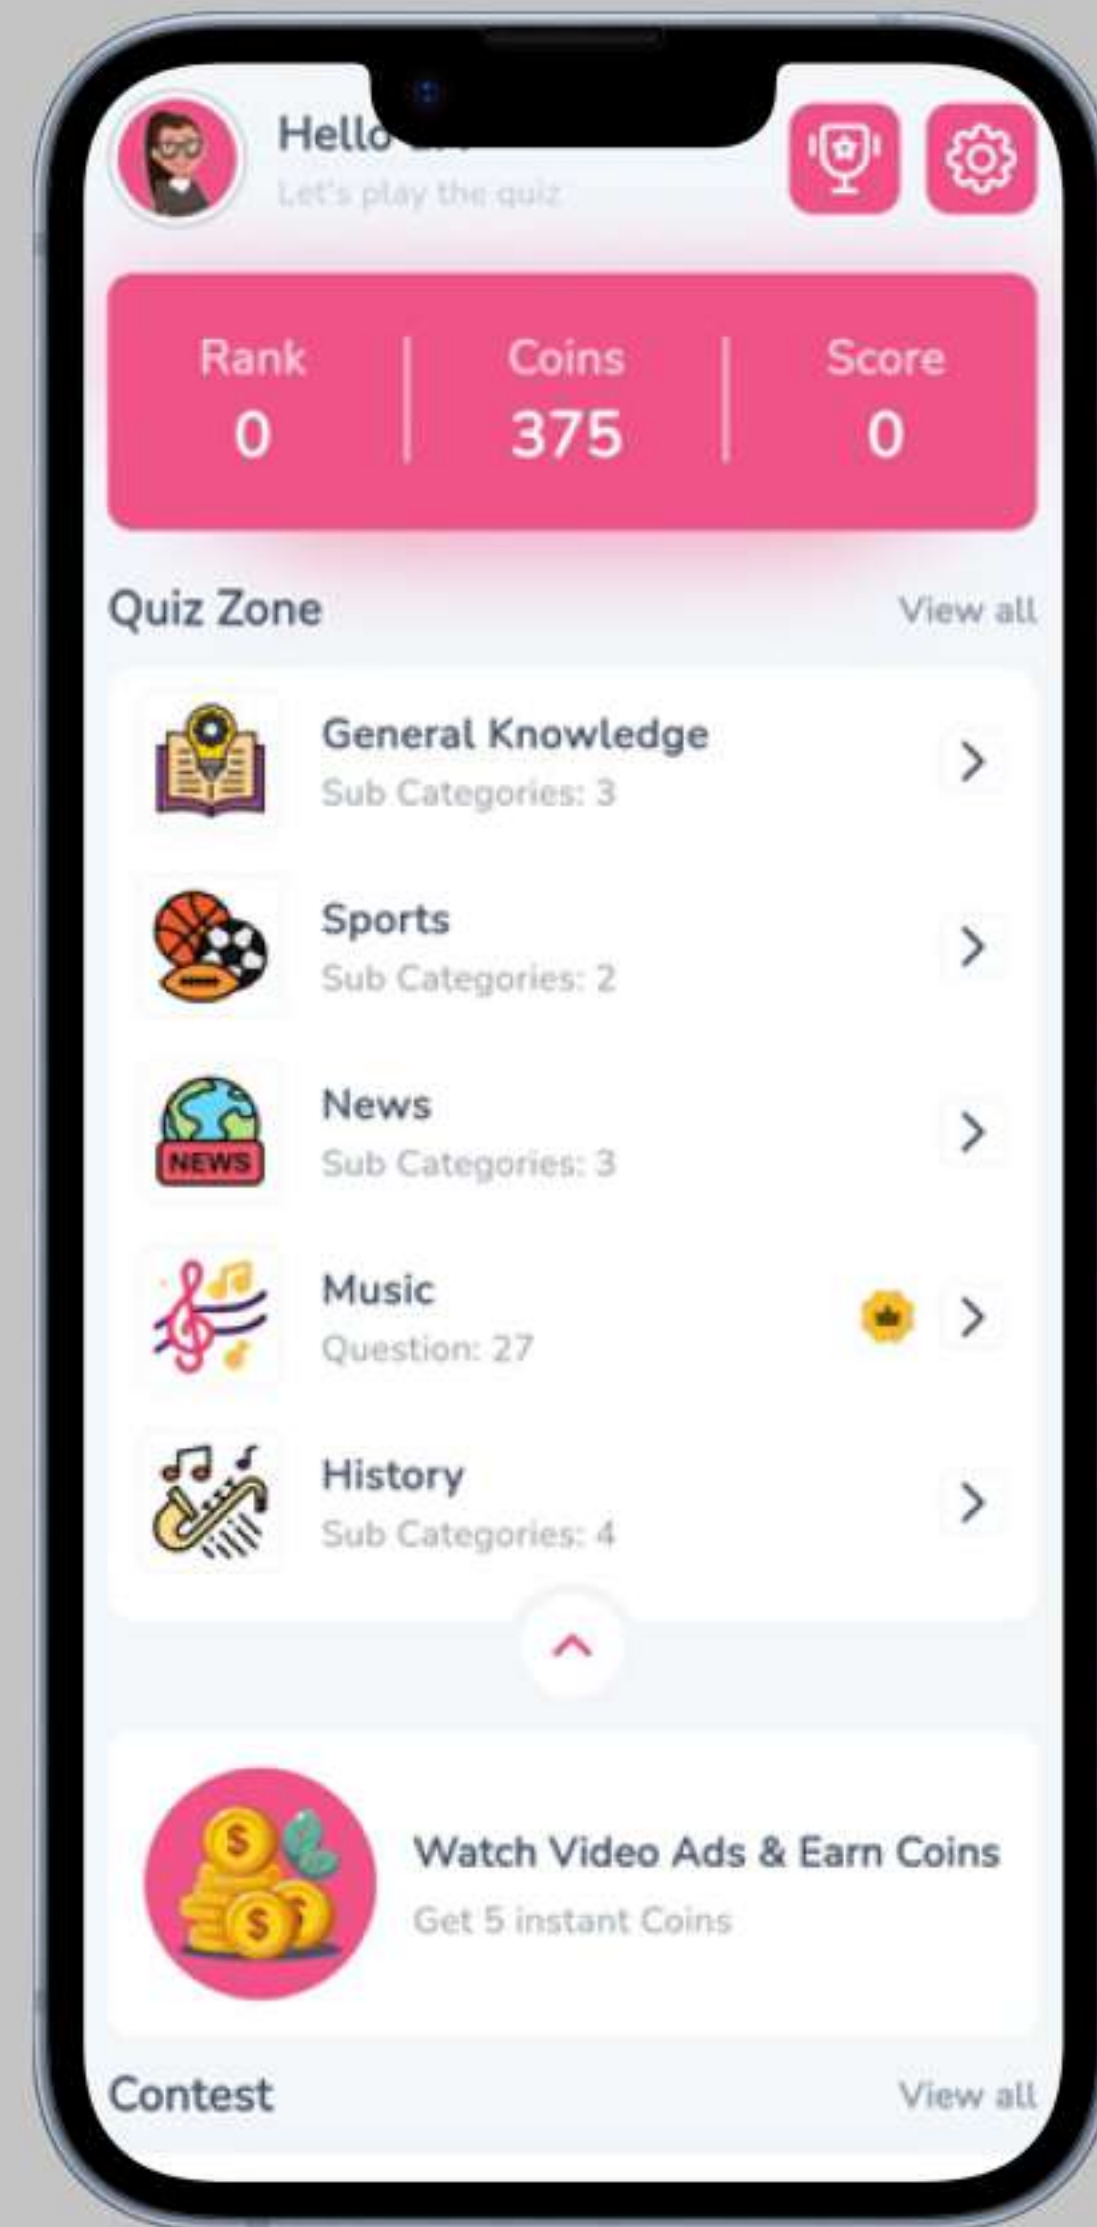 Hello
Let's play the quiz
Rank
Coins
Score
0
375
0
Quiz Zone
View all
General Knowledge
Sub Categories: 3
Sports
Sub Categories: 2
NEWS
News
Sub Categories: 3
Music
Question: 27
History
Sub Categories: 4
Watch Video Ads & Earn Coins
Get 5 instant Coins
Contest
View all